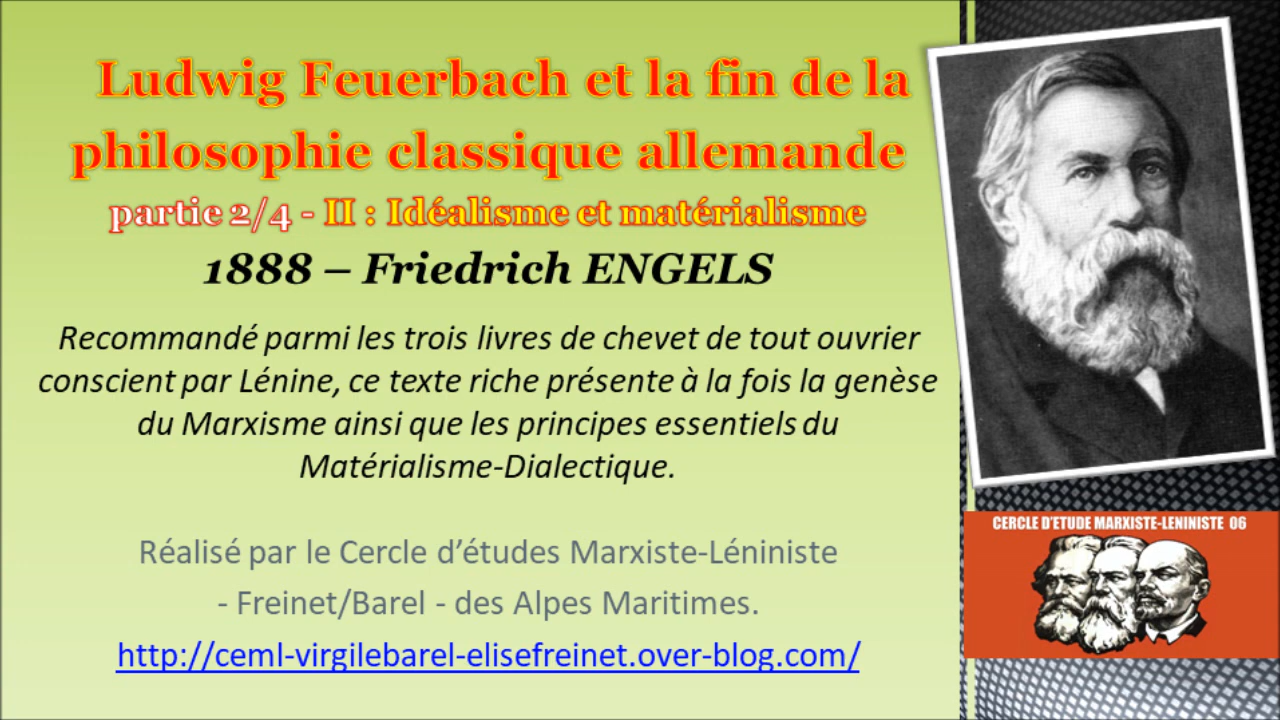 Ludwig Feuerbach et la fin de la
philosophie classique allemande
partie 2/4 - II : Idéalisme et matérialisme
1888 – Friedrich ENGELS
Recommandé parmi les trois livres de chevet de tout ouvrier
conscient par Lénine, ce texte riche présente à la fois la genèse
du Marxisme ainsi que les principes essentiels du
Matérialisme-Dialectique.
Réalisé par le Cercle d’études Marxiste-Léniniste
- Freinet/Barel - des Alpes Maritimes.
http://ceml-virgilebarel-elisefreinet.over-blog.com/
CERCLE D'ETUDE MARXISTE-LENINISTE 06